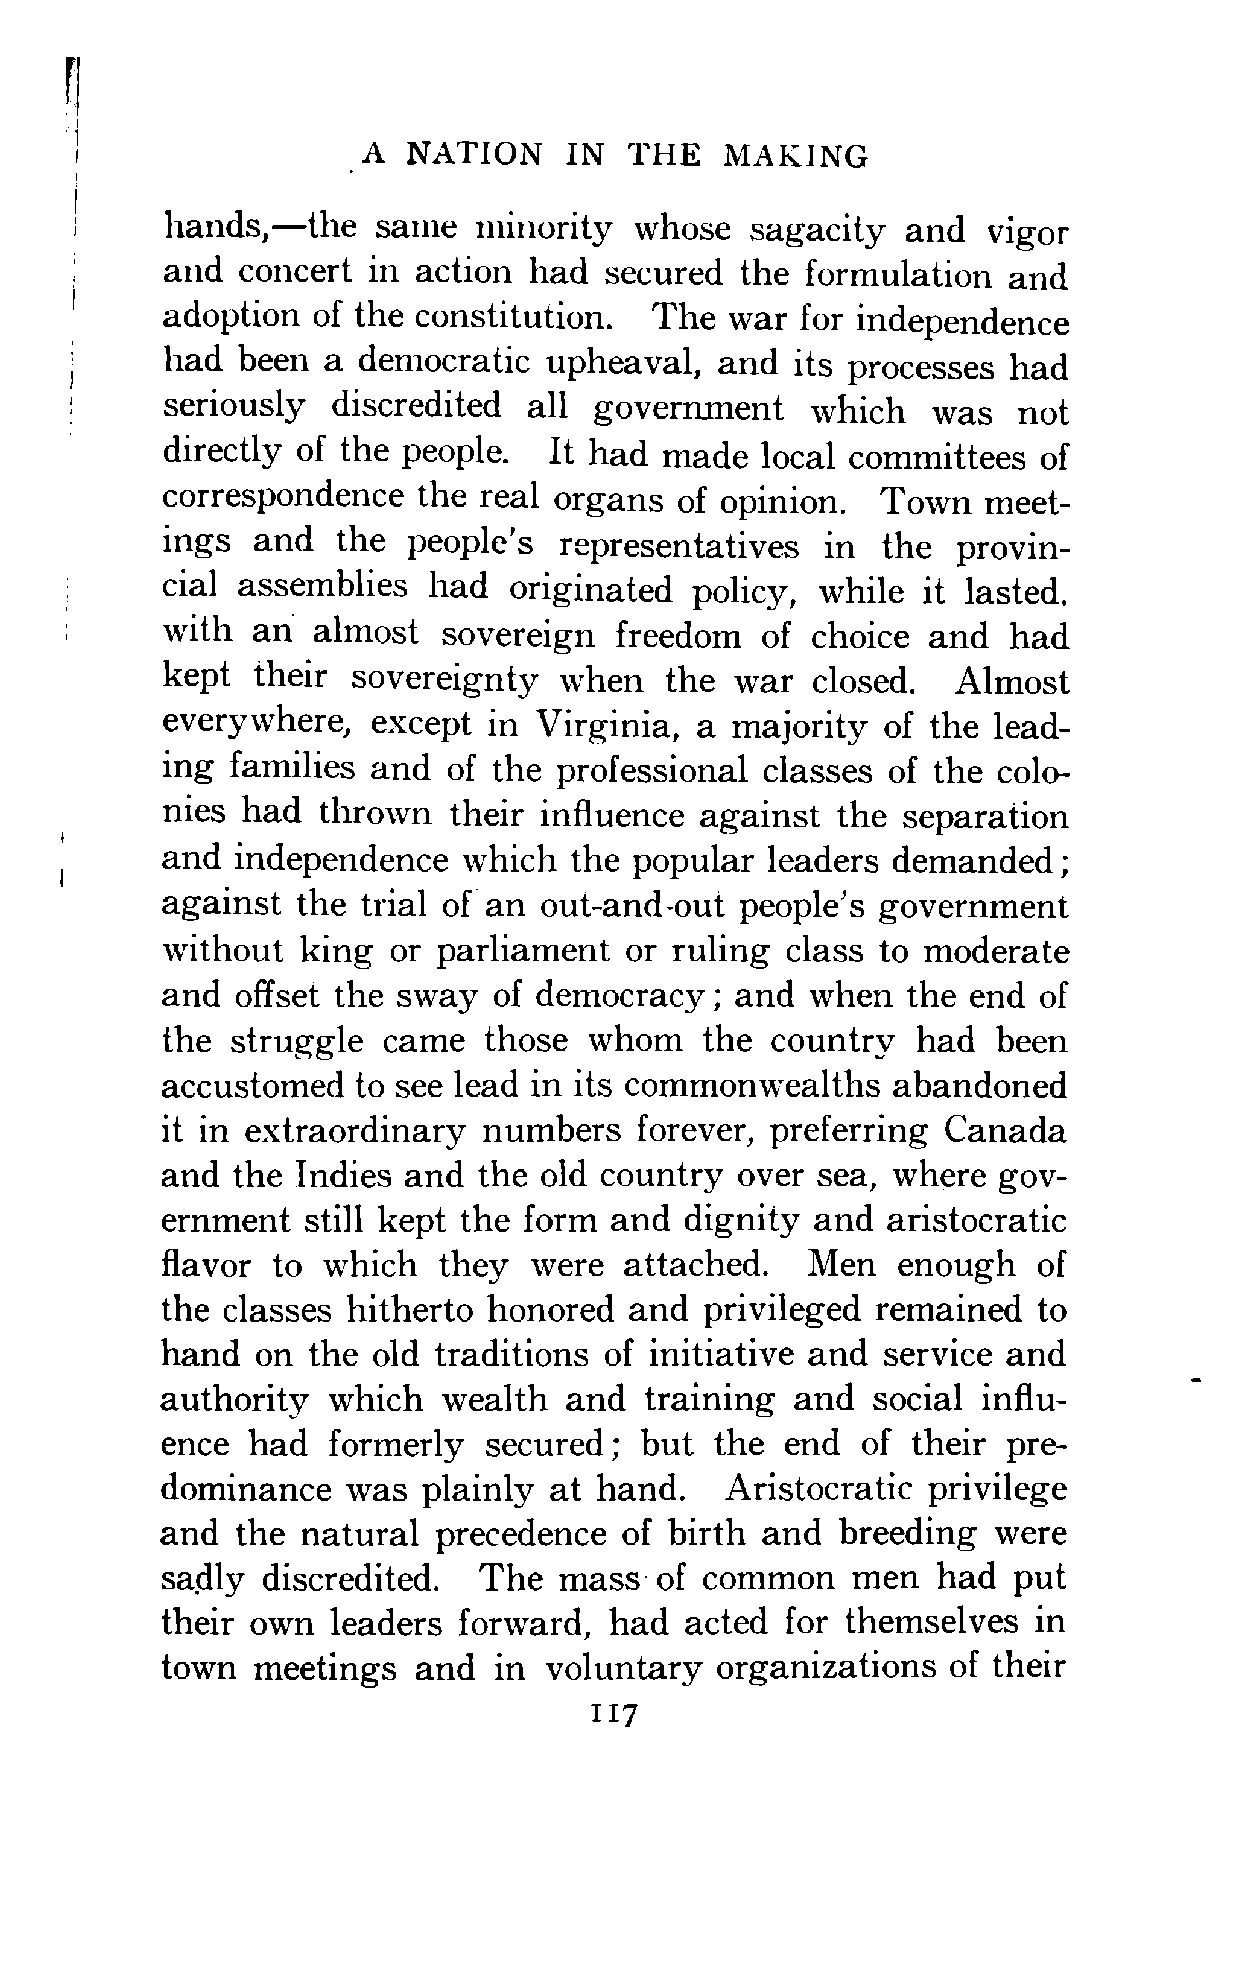 A NATION IN THE MAKING
hands,—the same minority whose sagacity and vigor
and concert in action had secured the formulation and
adoption of the constitution. The war for independence
had been a democratic upheaval, and its processes had
seriously discredited all government which was not
directly of the people. It had made local committees of
correspondence the real organs of opinion. Town meet-
ings and the people's representatives in the provin-
cial assemblies had originated policy, while it lasted.
with an almost sovereign freedom of choice and had
kept their sovereignty when the war closed. Almost
everywhere, except in Virginia, a majority of the lead-
ing families and of the professional classes of the colo-
nies had thrown their influence against the separation
and independence which the popular leaders demanded;
against the trial of an out-and-out people's government
without king or parliament or ruling class to moderate
and offset the sway of democracy; and when the end of
the struggle came those whom the country had been
accustomed to see lead in its commonwealths abandoned
it in extraordinary numbers forever, preferring Canada
and the Indies and the old country over sea, where gov-
ernment still kept the form and dignity and aristocratic
flavor to which they were attached. Men enough of
the classes hitherto honored and privileged remained to
hand on the old traditions of initiative and service and
authority which wealth and training and social influ-
ence had formerly secured; but the end of their pre-
dominance was plainly at hand. Aristocratic privilege
and the natural precedence of birth and breeding were
sadly discredited. The mass of common men had put
their own leaders forward, had acted for themselves in
town meetings and in voluntary organizations of their
117